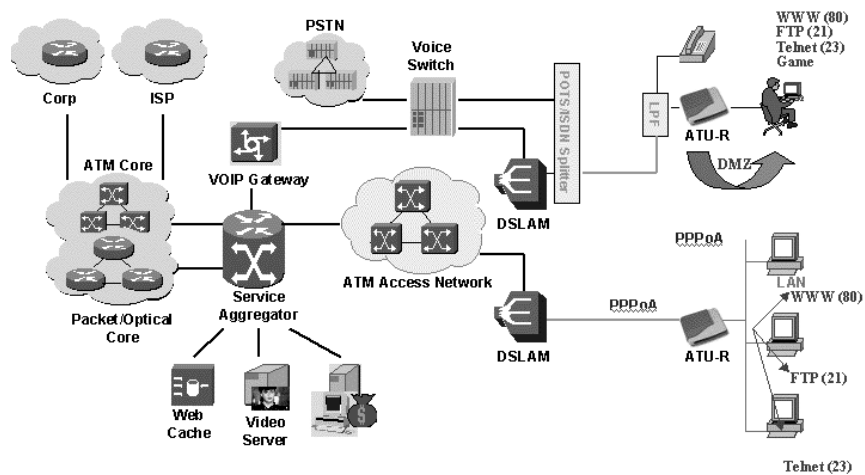 PSTN
Voice
Switch
WWW (80)
FTP (21)
Telnet (23)
Game
Corp
ISP
POTS/ISDN Splitter
LPF
ATU-R
DMZ
ATM Core
VOIP Gateway
DSLAM
PPPoA
LAN
WWW (80)
ATM Access Network
Service
Aggregator
Packet/Optical
Core
PPPoA
DSLAM
ATU-R
FTP (21)
$
Web
Cache
Video
Server
Telnet (23)